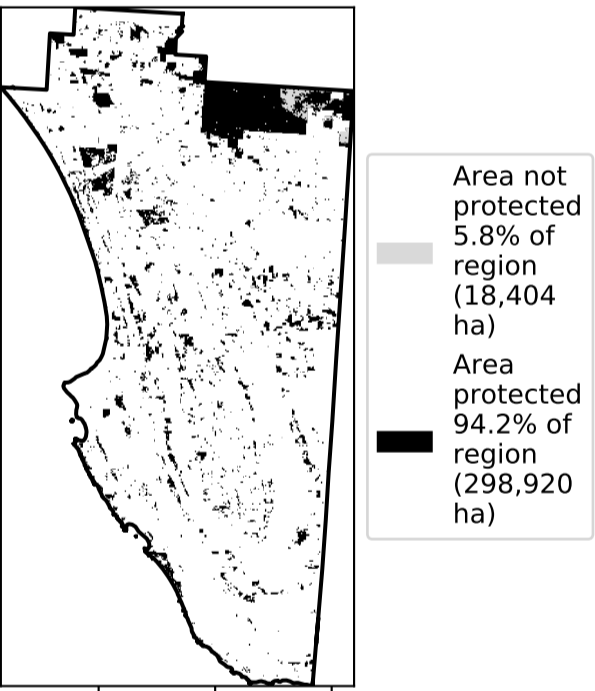 Area not
protected
5.8% of
region
(18,404
ha)
Area
protected
94.2% of
region
(298,920
ha)